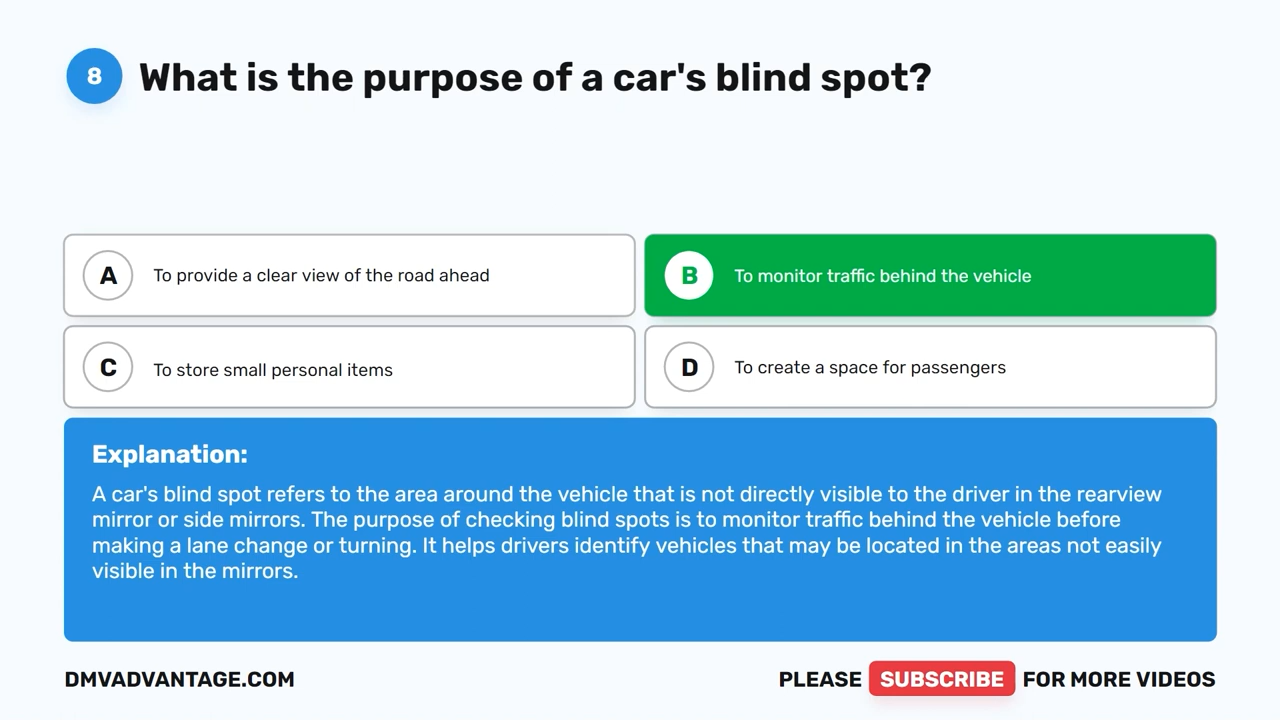 8 What is the purpose of a car's blind spot?
A To provide a clear view of the road ahead
B To monitor traffic behind the vehicle
C To store small personal items
D To create a space for passengers
Explanation:
A car's blind spot refers to the area around the vehicle that is not directly visible to the driver in the rearview
mirror or side mirrors. The purpose of checking blind spots is to monitor traffic behind the vehicle before
making a lane change or turning. It helps drivers identify vehicles that may be located in the areas not easily
visible in the mirrors.
DMVADVANTAGE.COM
PLEASE SUBSCRIBE FOR MORE VIDEOS